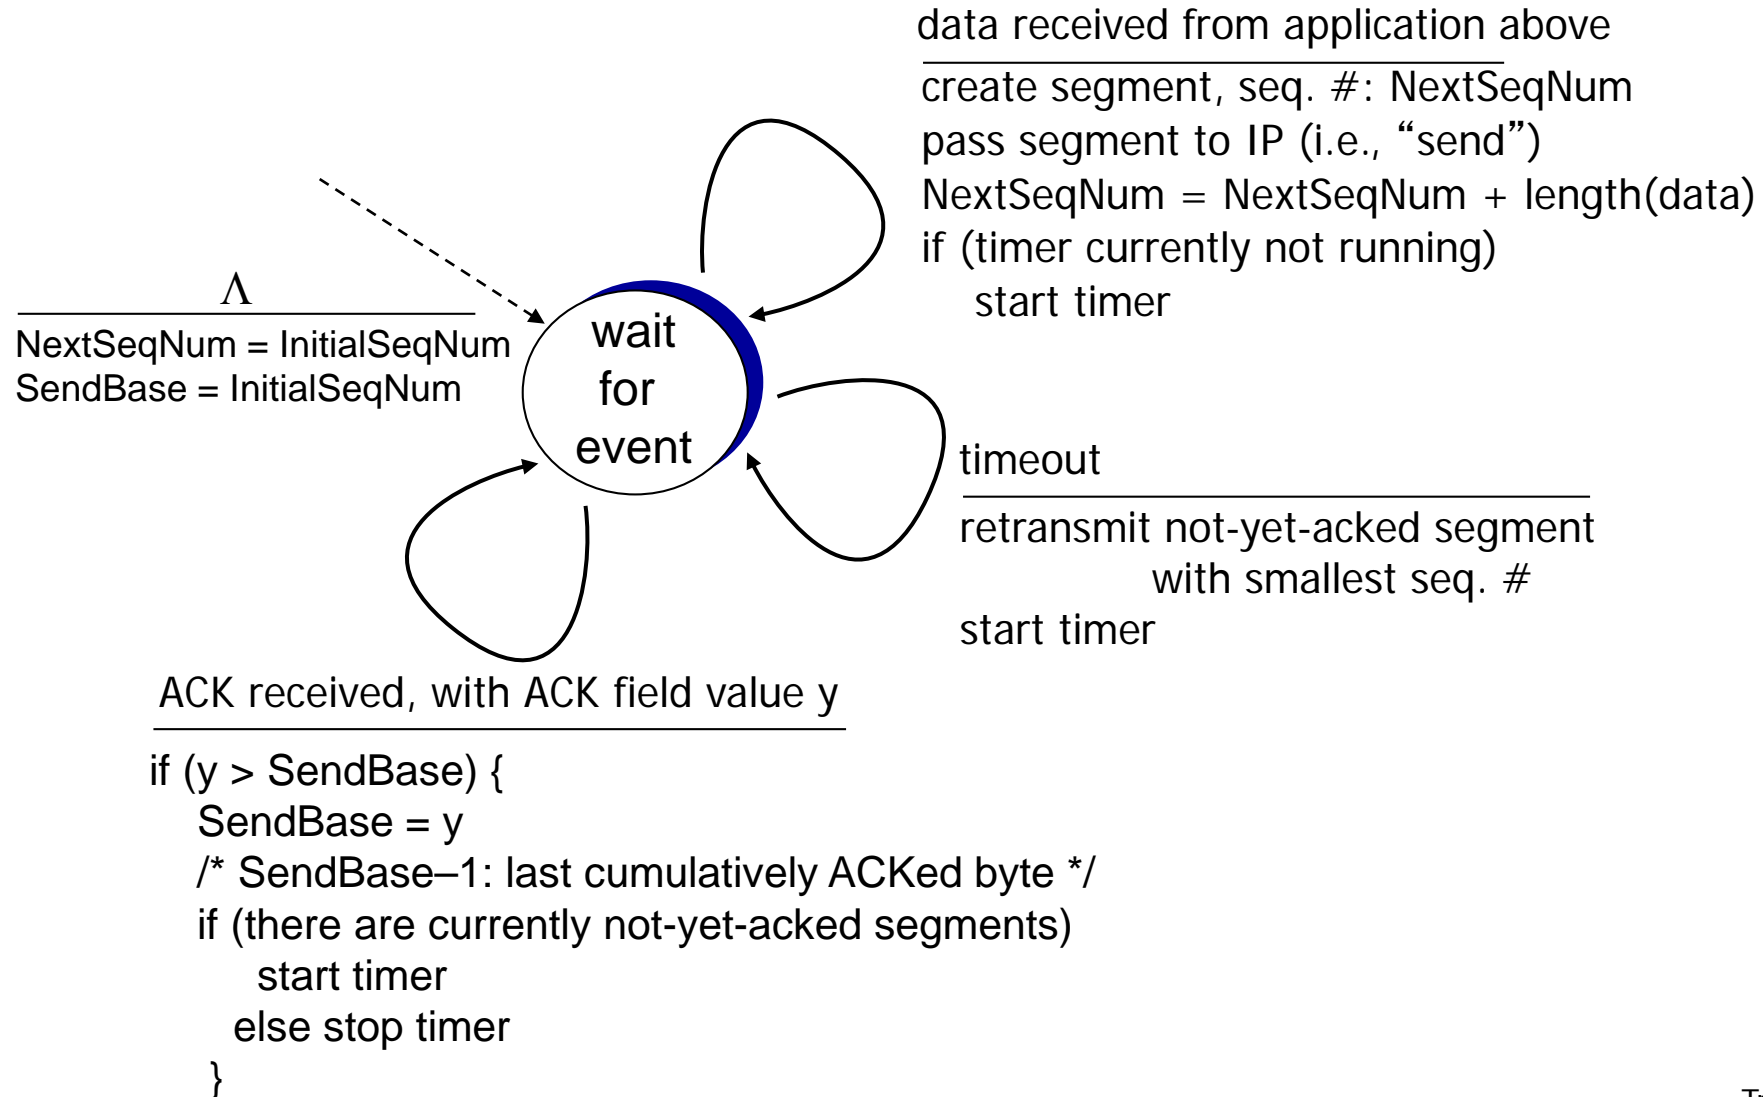 data received from application above
create segment, seq. #: NextSeqNum
pass segment to IP (i.e., “send”)
NextSeqNum = NextSeqNum + length(data)
if (timer currently not running)
start timer
Λ
NextSeqNum = InitialSeqNum
SendBase = InitialSeqNum
wait
for
event
timeout
retransmit not-yet-acked segment
with smallest seq. #
start timer
ACK received, with ACK field value y
if (y > SendBase) {
SendBase = y
/* SendBase–1: last cumulatively ACKed byte */
if (there are currently not-yet-acked segments)
start timer
else stop timer
}